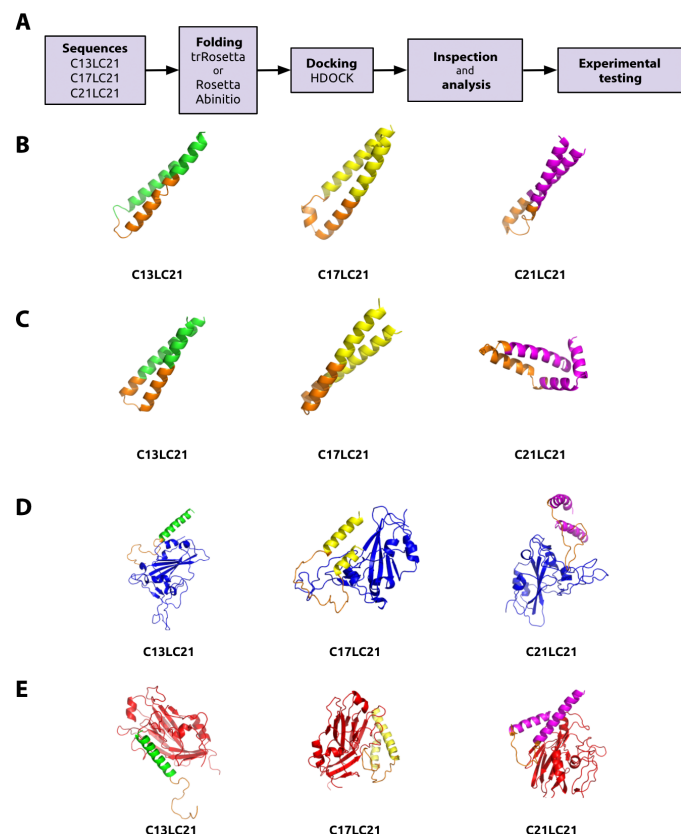 A
Sequences
C13LC21
C17LC21
C21LC21
Folding
trRosetta
or
Rosetta
Abinitio
Docking
HDOCK
Inspection
and
analysis
Experimental
testing
B
C13LC21 C17LC21 C21LC21
C
C13LC21 C17LC21 C21LC21
D
C13LC21 C17LC21 C21LC21
E
C13LC21 C17LC21 C21LC21